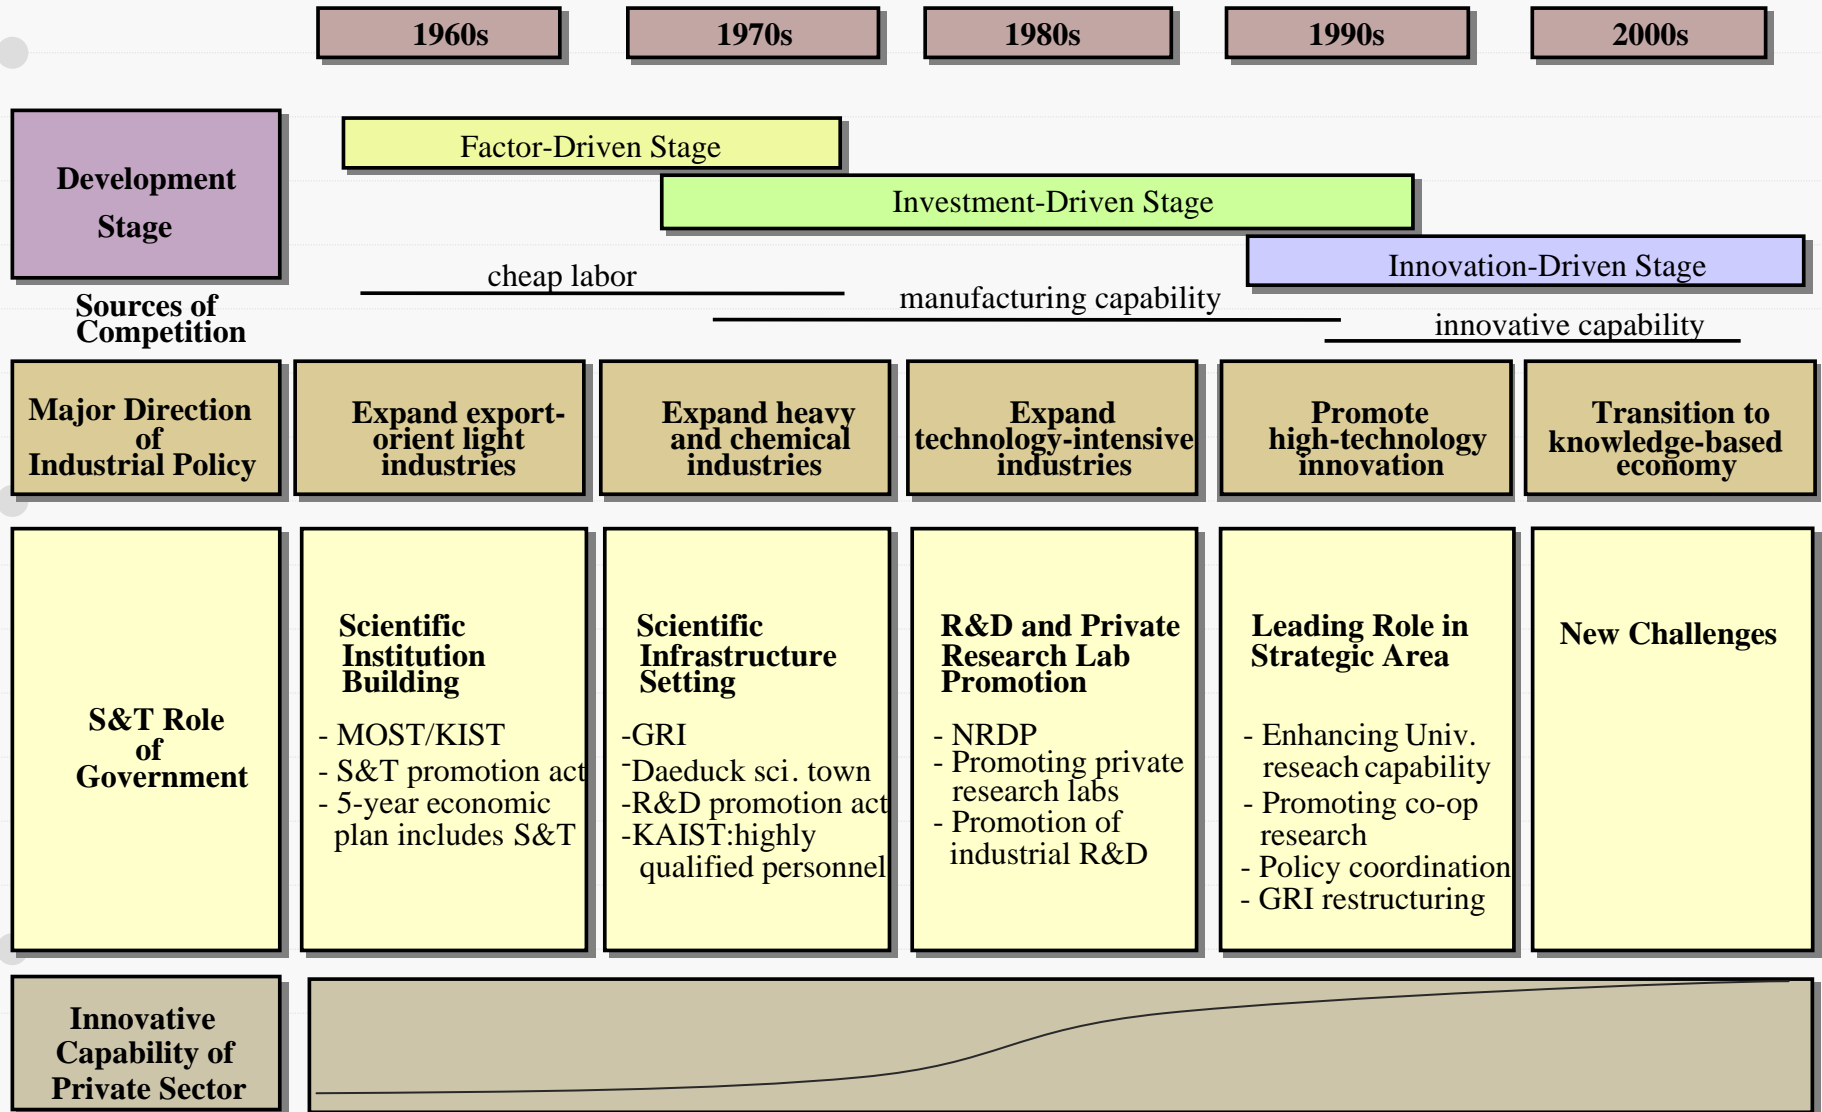 1960s
1970s
1980s
1990s
2000s
Development
Stage
Factor-Driven Stage
Investment-Driven Stage
Innovation-Driven Stage
Sources of
Competition
cheap labor
manufacturing capability
innovative capability
Major Direction
of
Industrial Policy
Expand export-
orient light
industries
Expand heavy
and chemical
industries
Expand
technology-intensive
industries
Promote
high-technology
innovation
Transition to
knowledge-based
economy
S&T Role
of
Government
Scientific
Institution
Building
- MOST/KIST
- S&T promotion act
- 5-year economic
plan includes S&T
Scientific
Infrastructure
Setting
-GRI
-Daeduck sci. town
-R&D promotion act
-KAIST:highly
qualified personnel
R&D and Private
Research Lab
Promotion
- NRDP
- Promoting private
research labs
- Promotion of
industrial R&D
Leading Role in
Strategic Area
- Enhancing Univ.
reseach capability
- Promoting co-op
research
- Policy coordination
- GRI restructuring
New Challenges
Innovative
Capability of
Private Sector